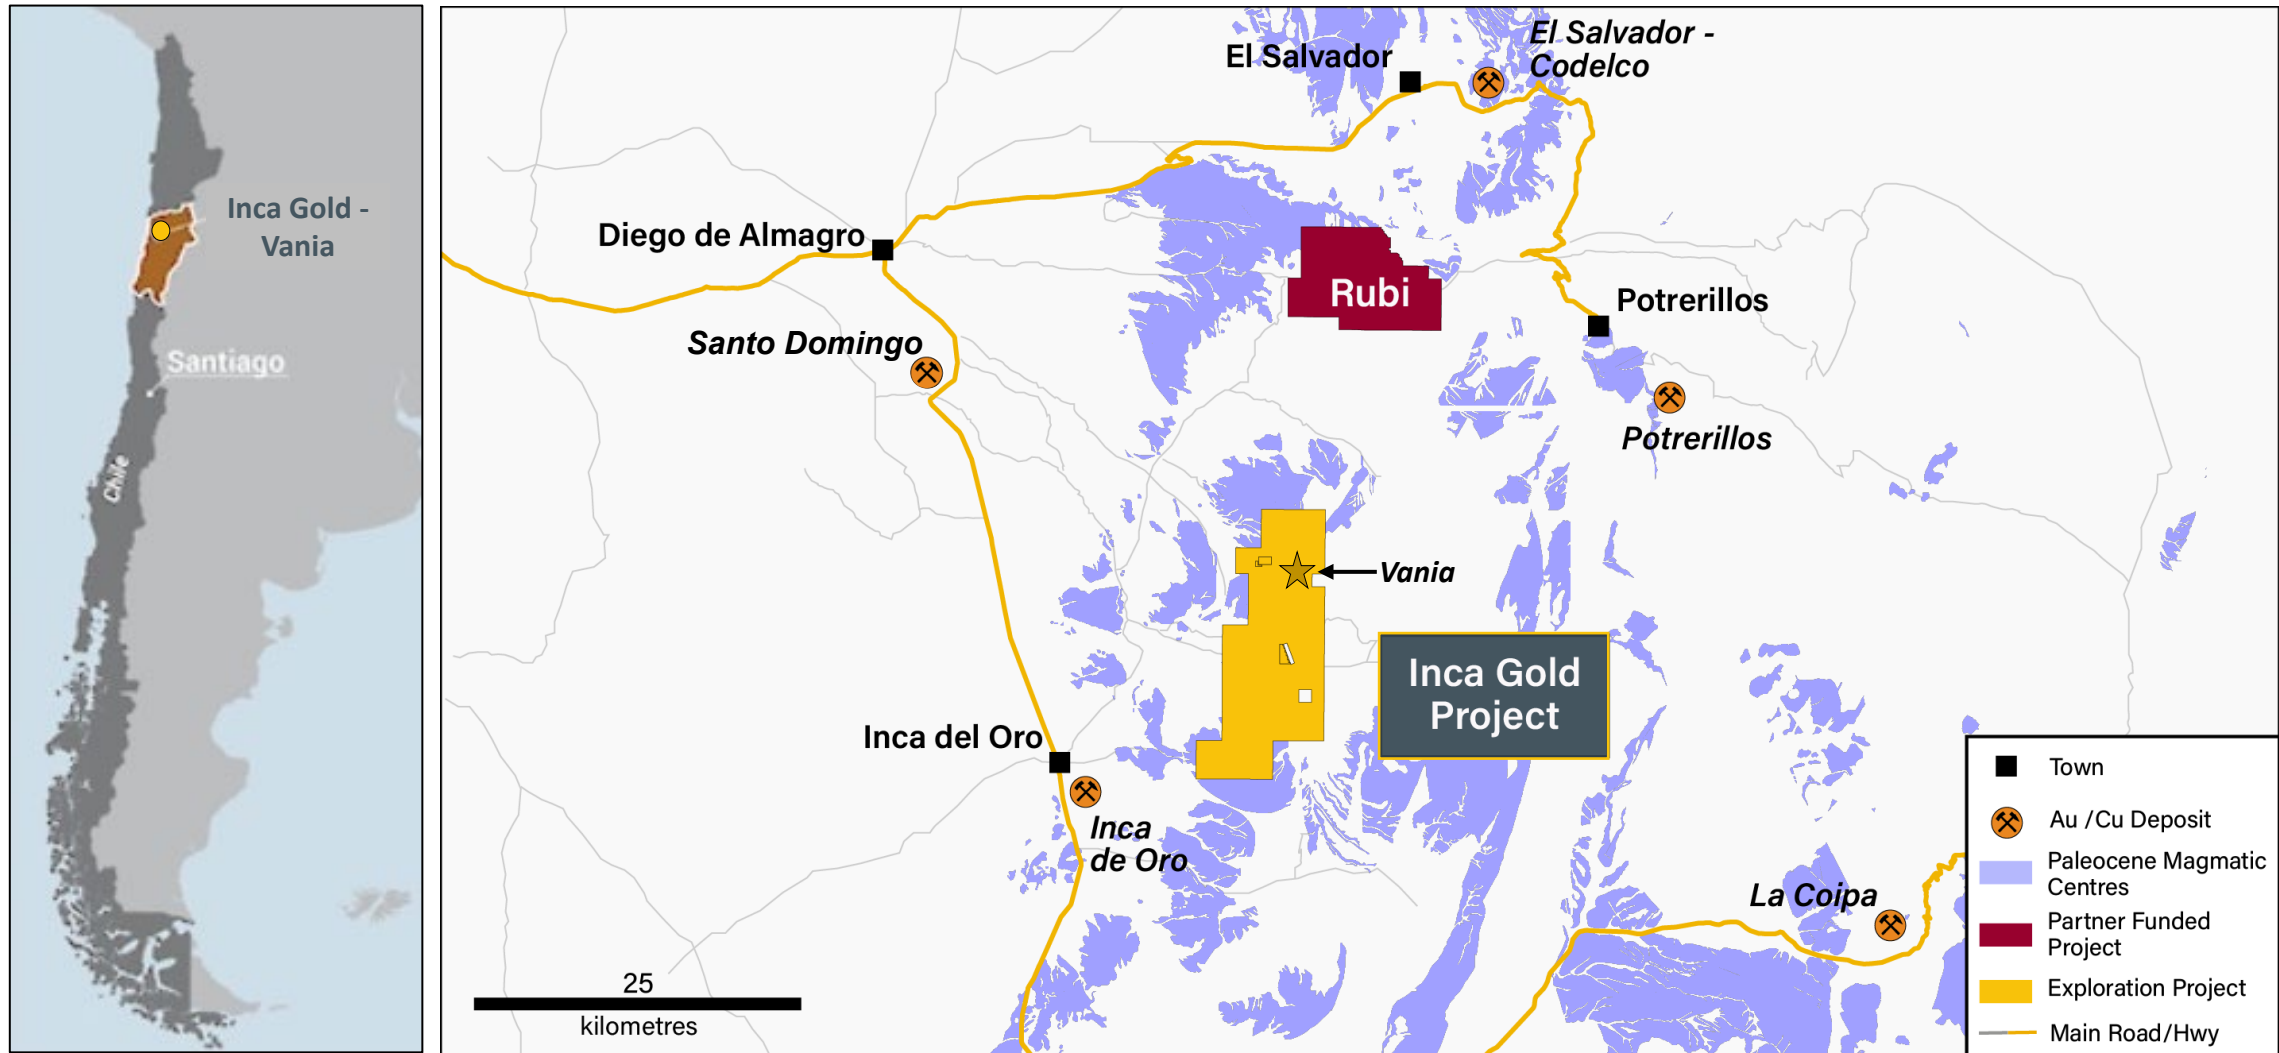 Inca Gold -
Vania
Santiago
Chile
El Salvador
El Salvador -
Codelco
Diego de Almagro
Rubi
Potrerillos
Santo Domingo
Potrerillos
Vania
Inca Gold
Project
Inca del Oro
Inca
de Oro
La Coipa
25
kilometres
Town
Au /Cu Deposit
Paleocene Magmatic
Centres
Partner Funded
Project
Exploration Project
Main Road/Hwy